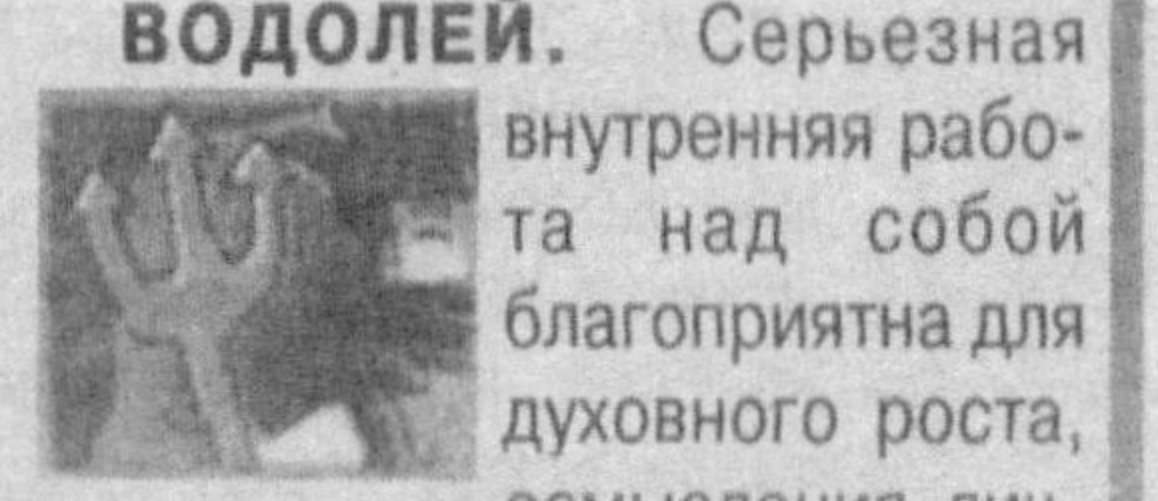 ВОДОЛЕЙ. Серьезная
внутренняя рабо-
та над собой
благоприятна для
духовного роста,